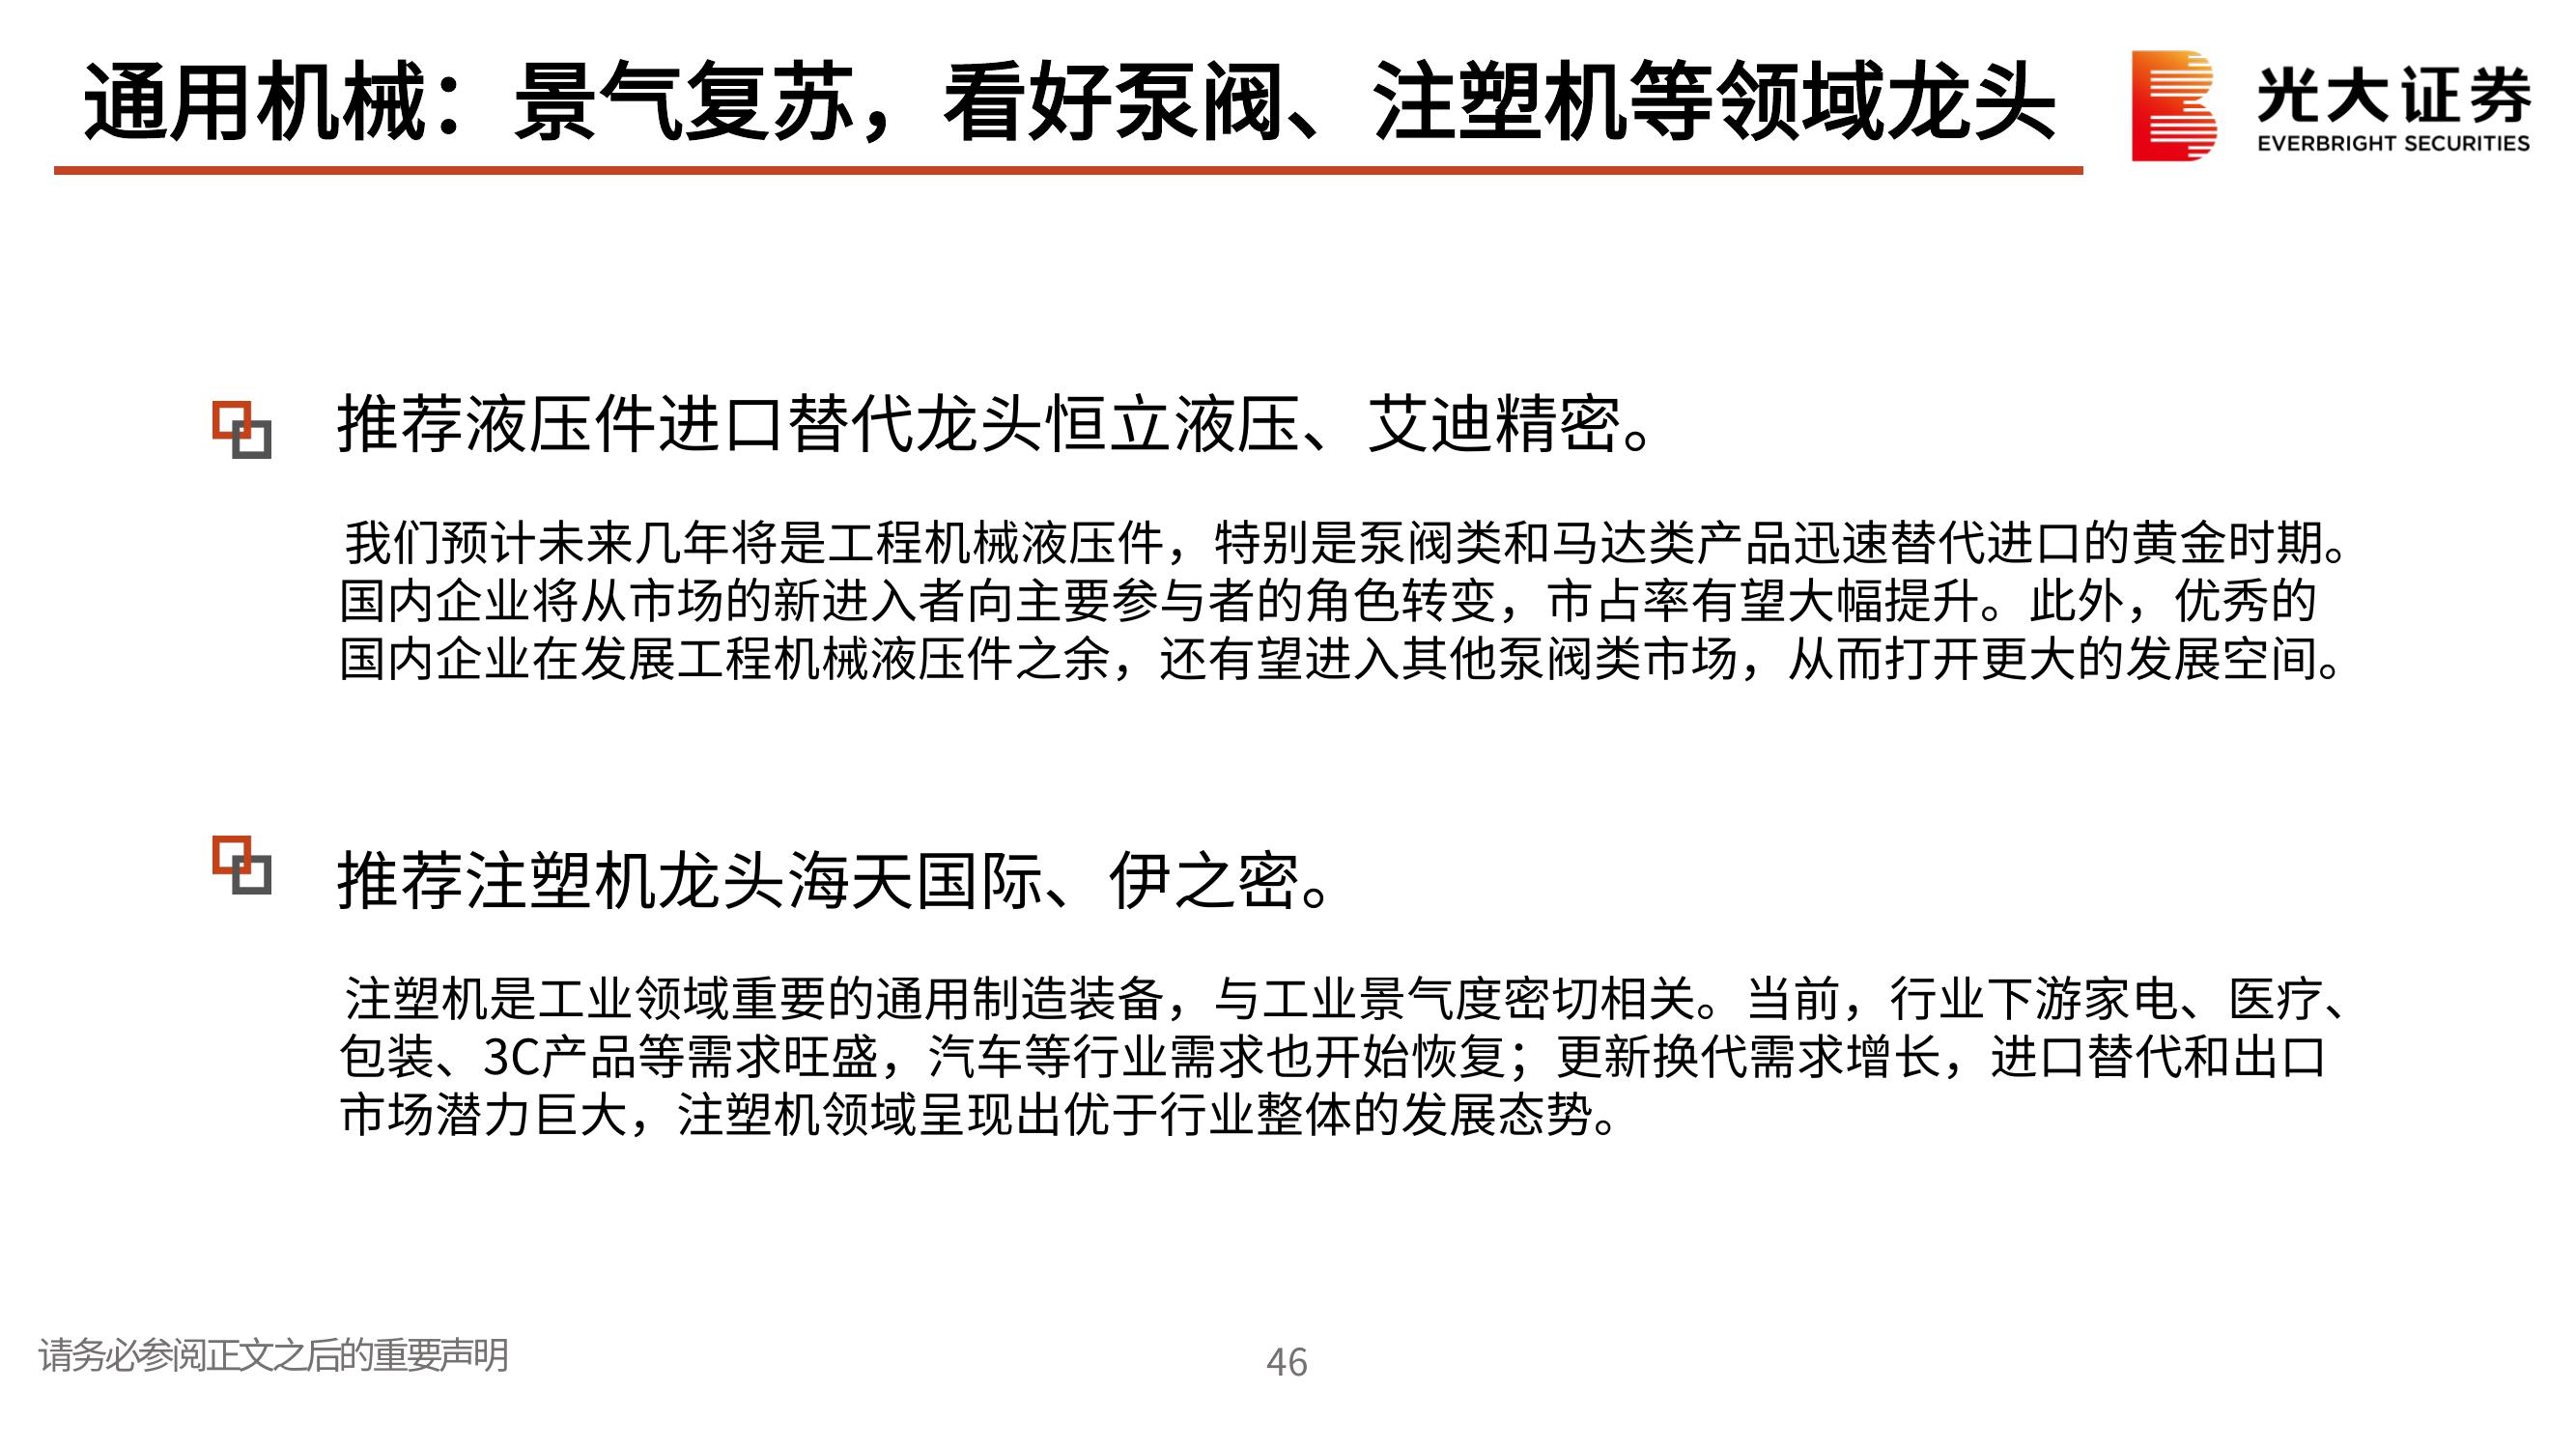 通用机械：景气复苏，看好泵阀、注塑机等领域龙头
光大证券
EVERBRIGHT SECURITIES
推荐液压件进口替代龙头恒立液压、艾迪精密。
我们预计未来几年将是工程机械液压件，特别是泵阀类和马达类产品迅速替代进口的黄金时期。
国内企业将从市场的新进入者向主要参与者的角色转变，市占率有望大幅提升。此外，优秀的
国内企业在发展工程机械液压件之余，还有望进入其他泵阀类市场，从而打开更大的发展空间。
推荐注塑机龙头海天国际、伊之密。
注塑机是工业领域重要的通用制造装备，与工业景气度密切相关。当前，行业下游家电、医疗、
包装、3C产品等需求旺盛，汽车等行业需求也开始恢复；更新换代需求增长，进口替代和出口
市场潜力巨大，注塑机领域呈现出优于行业整体的发展态势。
请务必参阅正文之后的重要声明
46